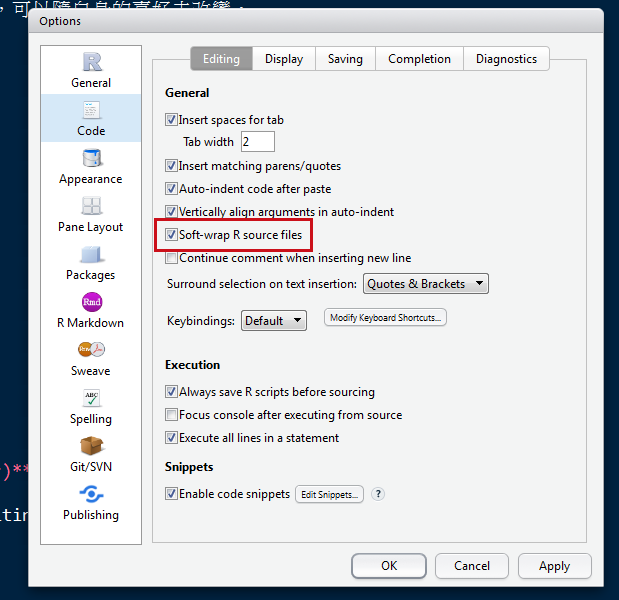 ，可以隨自身的喜好去改變，
Options
General
Code
Appearance
Pane Layout
Packages
Rmd
R Markdown
Sweave
ABC
Spelling
Git/SVN
Publishing
Editing Display Saving Completion Diagnostics
General
Insert spaces for tab
Tab width 2
Insert matching parens/quotes
Auto-indent code after paste
Vertically align arguments in auto-indent
Soft-wrap R source files
Continue comment when inserting new line
Surround selection on text insertion: Quotes & Brackets
Keybindings: Default Modify Keyboard Shortcuts...
Execution
Always save R scripts before sourcing
Focus console after executing from source
Execute all lines in a statement
Snippets
Enable code snippets Edit Snippets... ?
OK Cancel Apply
)**
tin